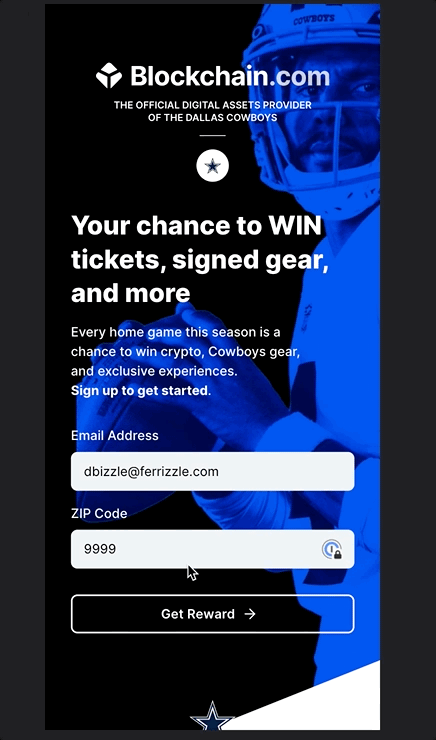 COWBOYS
Blockchain.com
THE OFFICIAL DIGITAL ASSETS PROVIDER
OF THE DALLAS COWBOYS
Your chance to WIN
tickets, signed gear,
and more
Every home game this season is a
chance to win crypto, Cowboys gear,
and exclusive experiences.
Sign up to get started.
Email Address
dbizzle@ferrizzle.com
ZIP Code
9999
Get Reward →